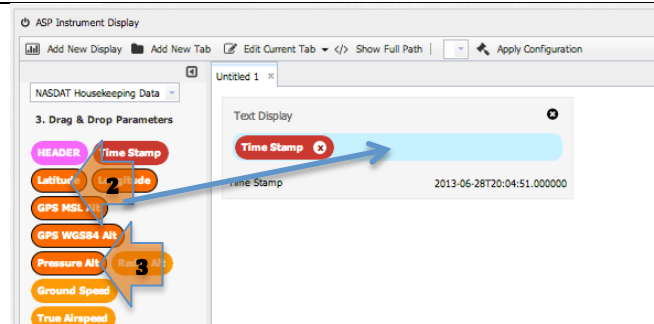 ASP Instrument Display
Add New Display Add New Tab Edit Current Tab </> Show Full Path | Apply Configuration
Untitled 1 ×
NASDAT Housekeeping Data
3. Drag & Drop Parameters
Text Display
HEADER Time Stamp
Time Stamp
Latitude Longitude
2
Time Stamp 2013-06-28T20:04:51.000000
GPS MSL Alt
GPS WGS84 Alt
Pressure Alt Radar Alt
3
Ground Speed
True Airspeed